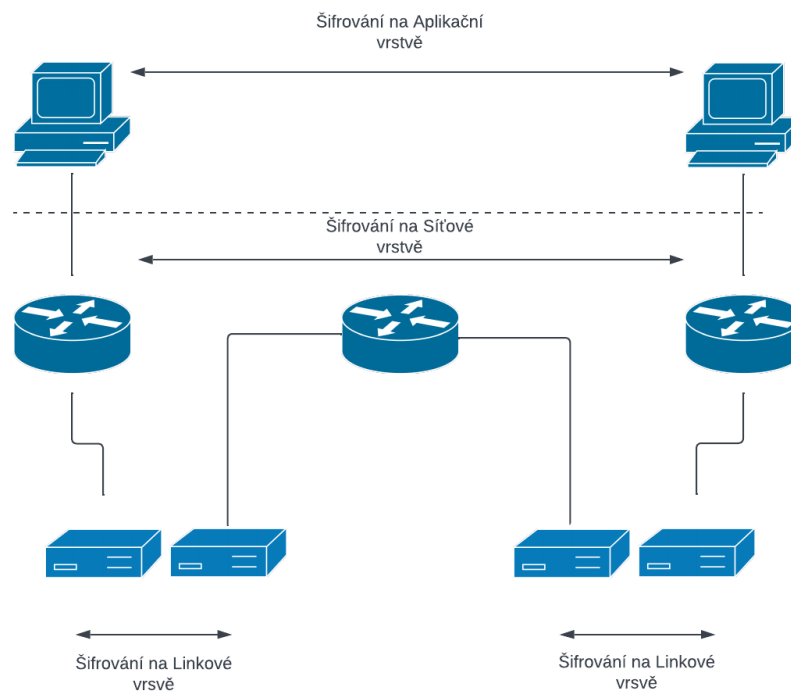 Šifrování na Aplikační
vrstvě
Šifrování na Síťové
vrstvě
Šifrování na Linkové
vrsvě
Šifrování na Linkové
vrsvě